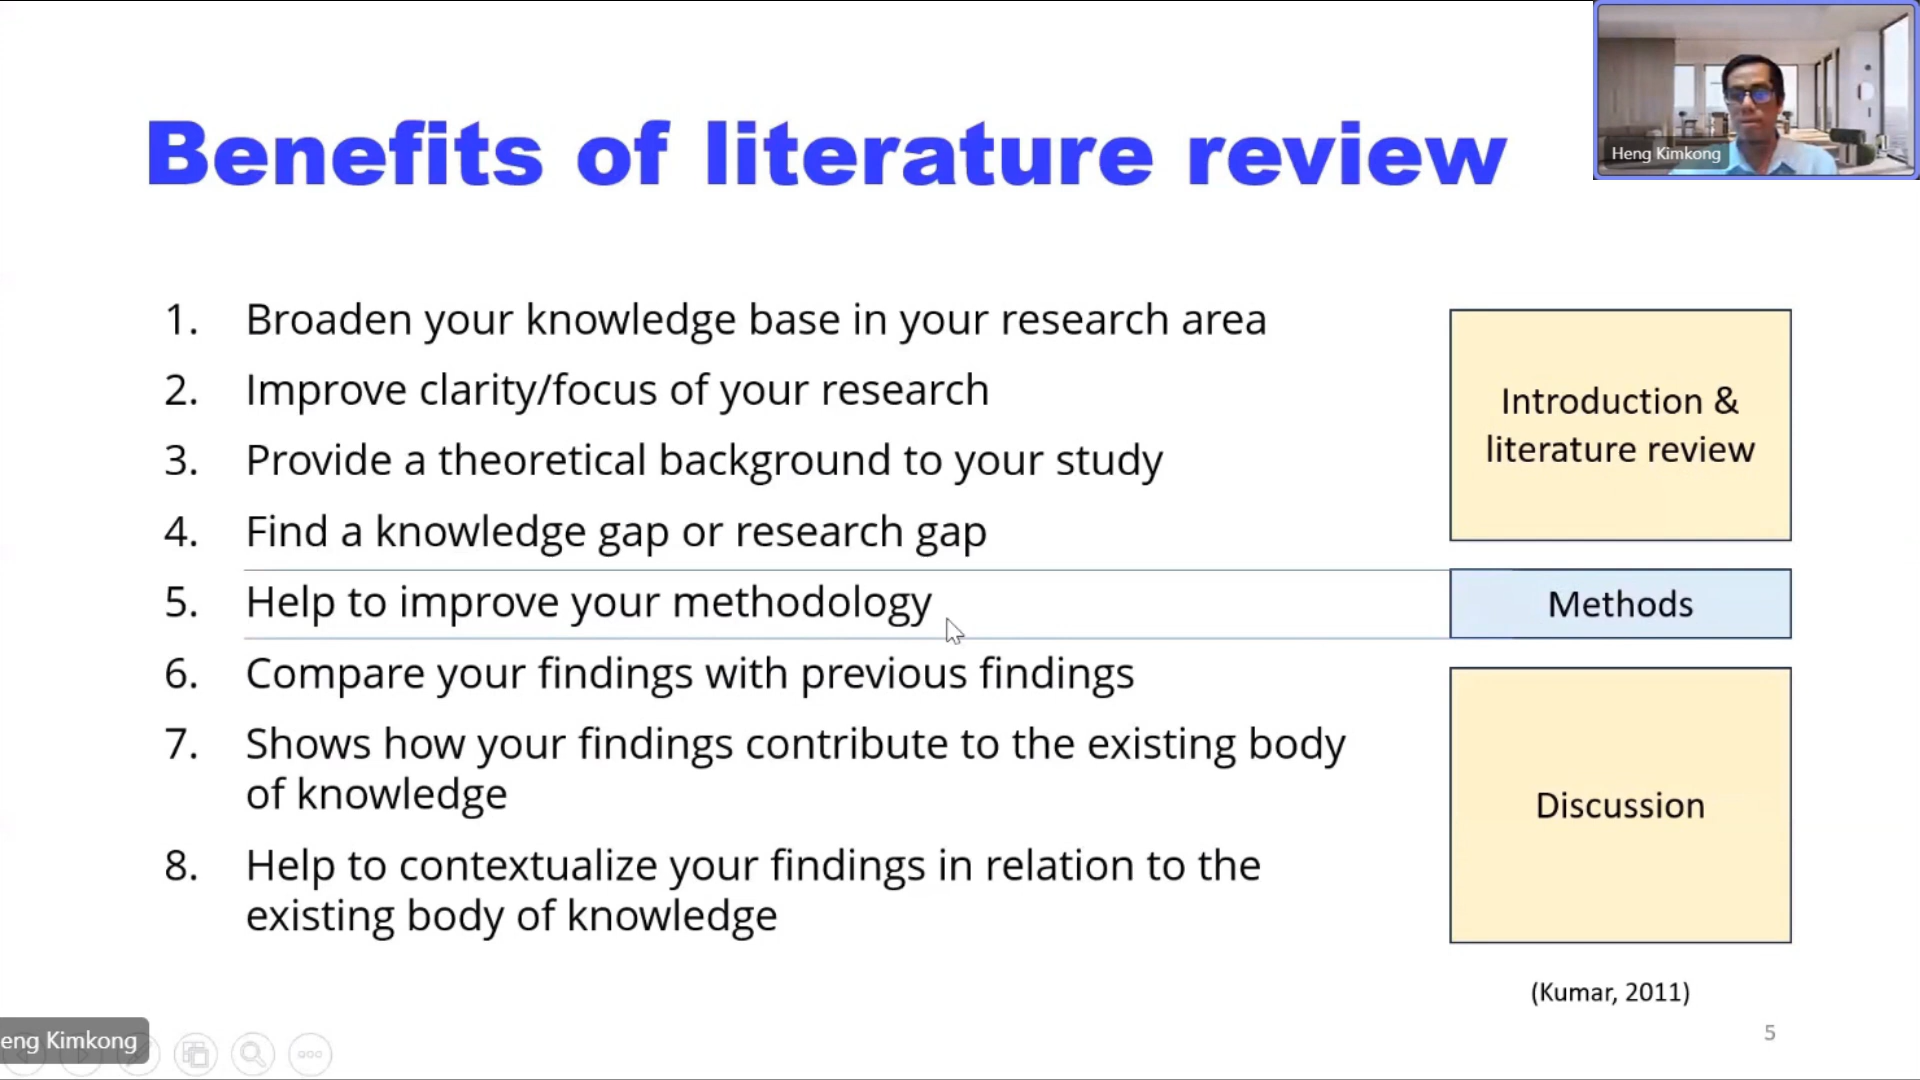 Benefits of literature review
Heng Kimkong
1. Broaden your knowledge base in your research area
2. Improve clarity/focus of your research
3. Provide a theoretical background to your study
4. Find a knowledge gap or research gap
Introduction &
literature review
5. Help to improve your methodology
Methods
6. Compare your findings with previous findings
7. Shows how your findings contribute to the existing body
of knowledge
8. Help to contextualize your findings in relation to the
existing body of knowledge
Discussion
(Kumar, 2011)
5
eng Kimkong